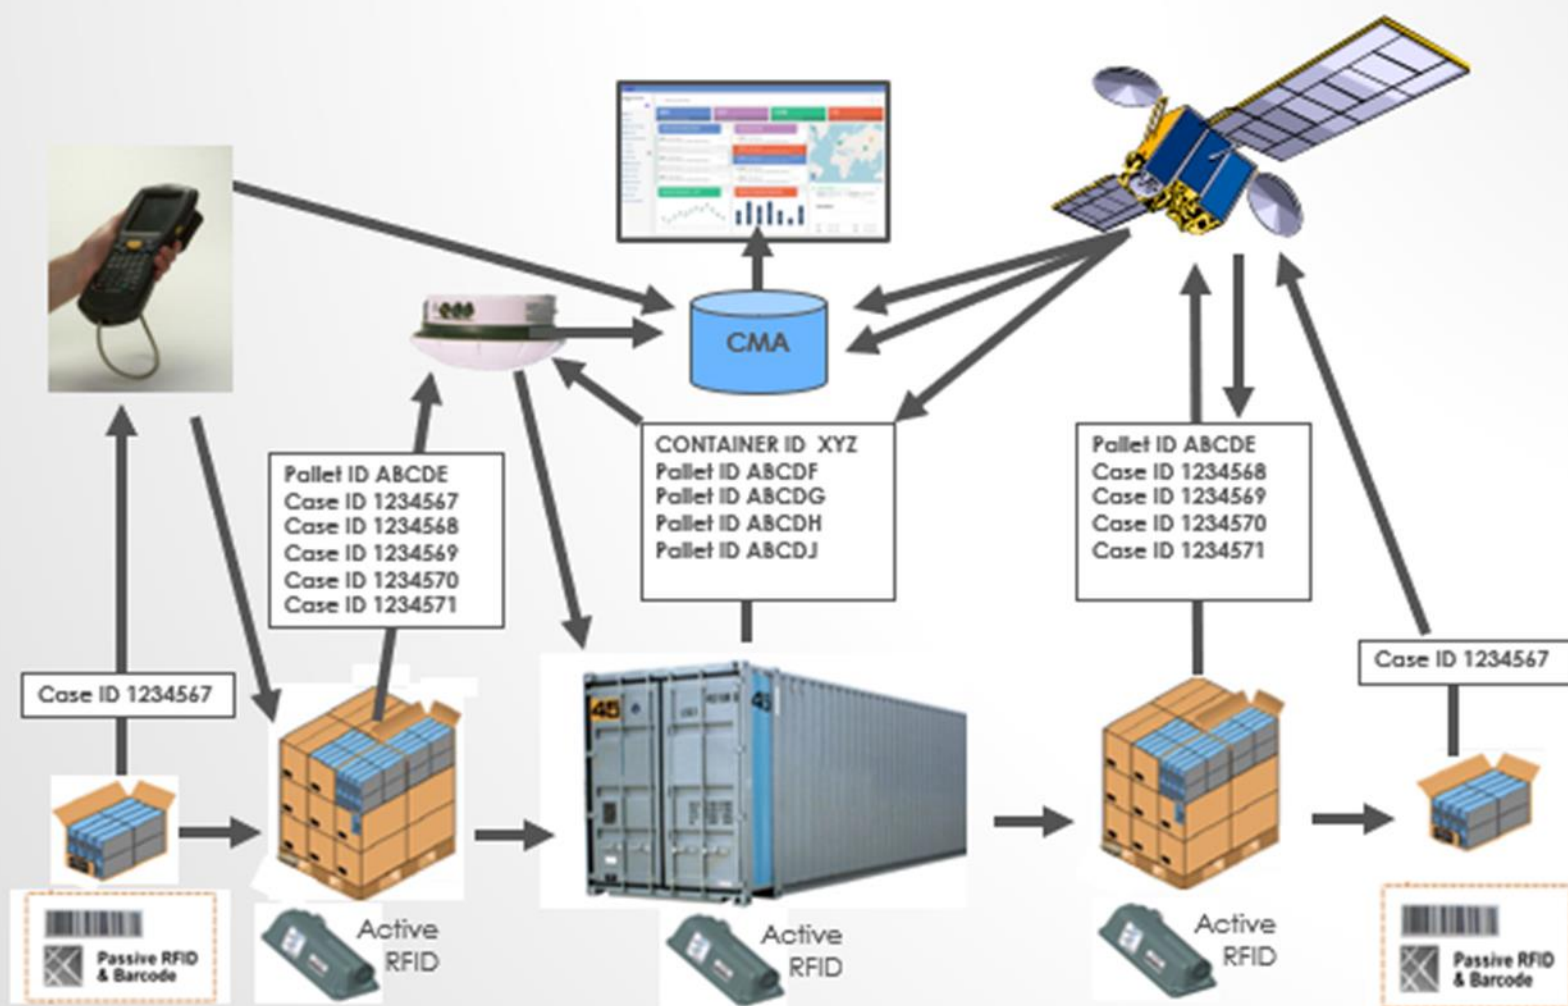 CMA
CONTAINER ID XYZ
Pallet ID ABCDF
Pallet ID ABCDG
Pallet ID ABCDH
Pallet ID ABCDJ
Pallet ID ABCDE
Case ID 1234567
Case ID 1234568
Case ID 1234569
Case ID 1234570
Case ID 1234571
Pallet ID ABCDE
Case ID 1234568
Case ID 1234569
Case ID 1234570
Case ID 1234571
Case ID 1234567
Case ID 1234567
45
45
Passive RFID
& Barcode
Active
RFID
Active
RFID
Active
RFID
Passive RFID
& Barcode